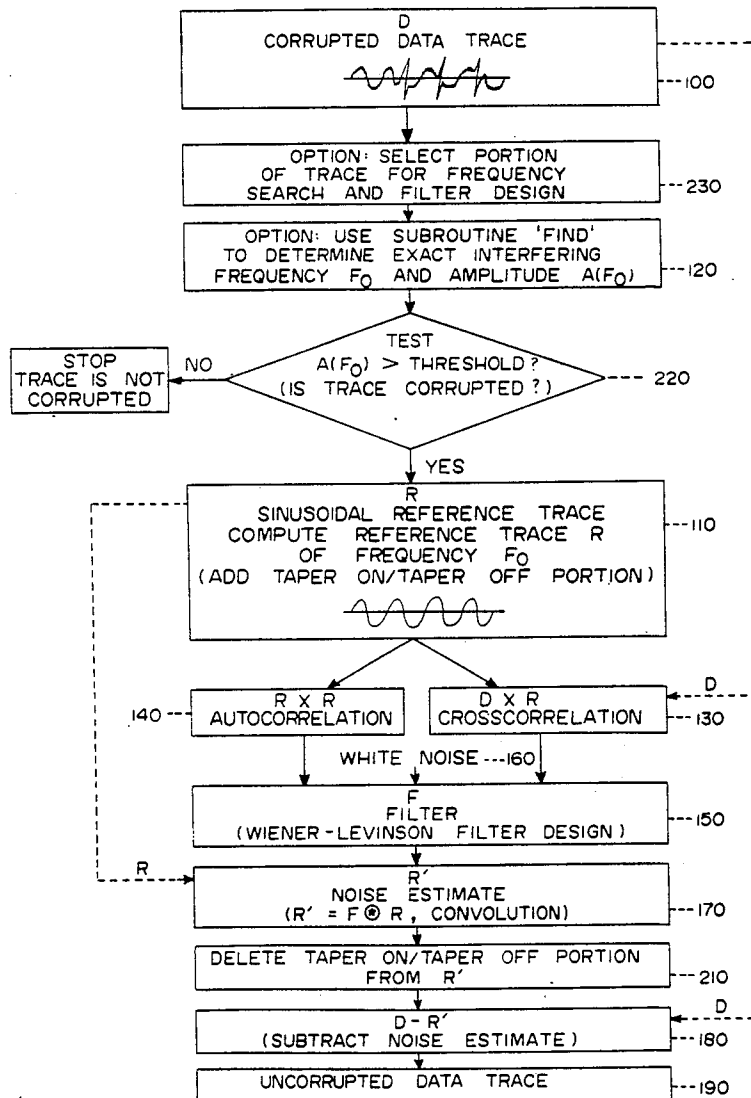 D
CORRUPTED DATA TRACE
100
OPTION: SELECT PORTION
OF TRACE FOR FREQUENCY
SEARCH AND FILTER DESIGN
230
OPTION: USE SUBROUTINE 'FIND'
TO DETERMINE EXACT INTERFERING
FREQUENCY FO AND AMPLITUDE A(FO)
120
TEST
A(FO) > THRESHOLD?
(IS TRACE CORRUPTED?)
220
NO
STOP
TRACE IS NOT
CORRUPTED
YES
R
SINUSOIDAL REFERENCE TRACE
COMPUTE REFERENCE TRACE R
OF FREQUENCY FO
(ADD TAPER ON/TAPER OFF PORTION)
110
R X R
AUTOCORRELATION
140
D X R
CROSSCORRELATION
D
130
WHITE NOISE
160
F
FILTER
(WIENER-LEVINSON FILTER DESIGN)
150
R
R'
NOISE ESTIMATE
(R' = F ⊛ R, CONVOLUTION)
170
DELETE TAPER ON/TAPER OFF PORTION
FROM R'
210
D
D-R'
(SUBTRACT NOISE ESTIMATE)
180
UNCORRUPTED DATA TRACE
190